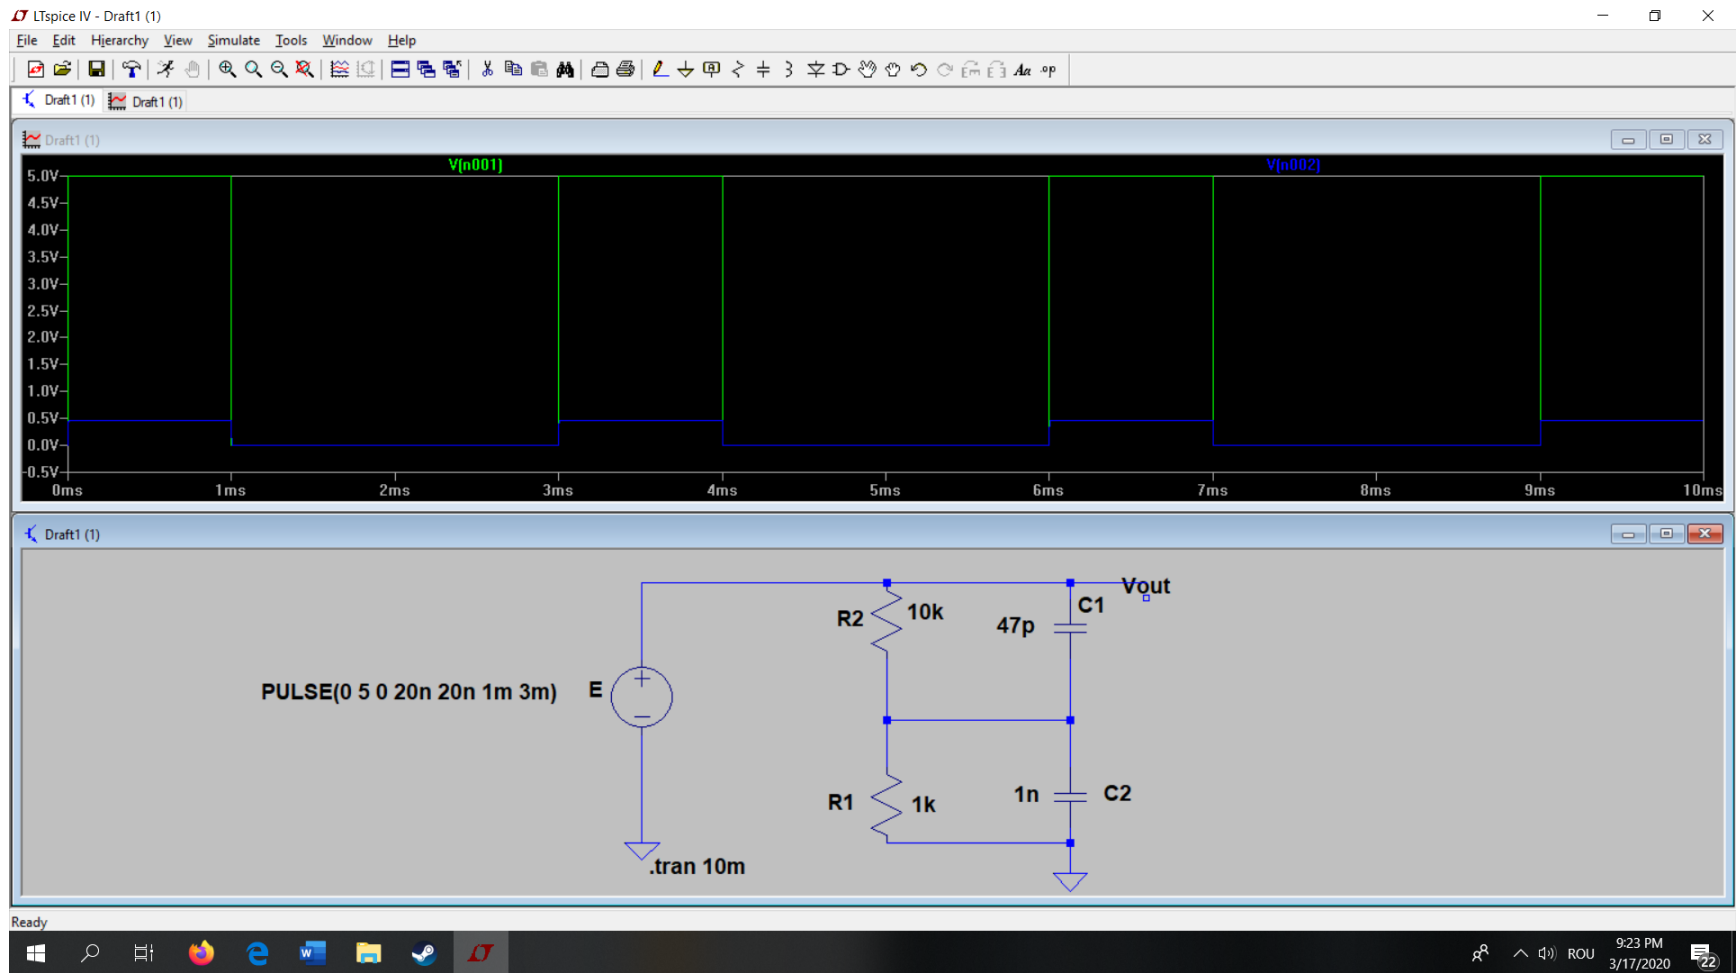 LTspice IV - Draft1 (1)
File Edit Hierarchy View Simulate Tools Window Help
Aa .op
Draft1 (1) Draft1 (1)
Draft1 (1)
V(n001) V(n002)
5.0V
4.5V
4.0V
3.5V
3.0V
2.5V
2.0V
1.5V
1.0V
0.5V
0.0V
-0.5V
0ms 1ms 2ms 3ms 4ms 5ms 6ms 7ms 8ms 9ms 10ms
Draft1 (1)
Vout
R2 10k
C1
47p
PULSE(0 5 0 20n 20n 1m 3m) E
R1 1k
1n C2
.tran 10m
Ready
ROU
9:23 PM
3/17/2020
22